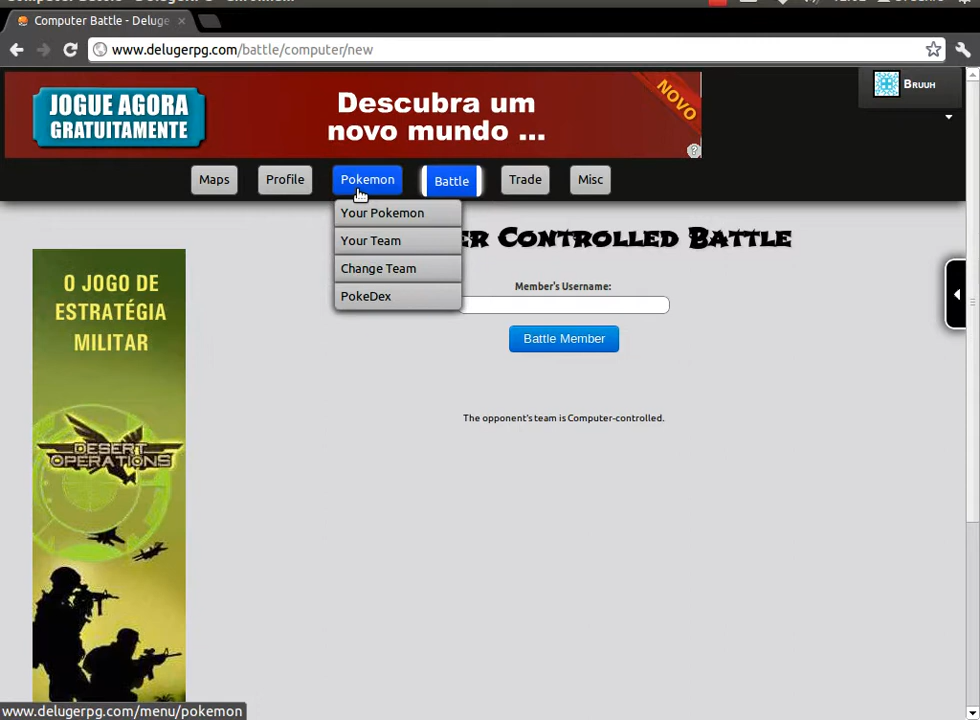 Computer Battle - Deluge
www.delugerpg.com/battle/computer/new
JOGUE AGORA
GRATUITAMENTE
Descubra um
novo mundo ...
NOVO
?
Bruuh
Maps
Profile
Pokemon
Battle
Trade
Misc
Your Pokemon
Your Team
Change Team
PokeDex
ER CONTROLLED BATTLE
Member's Username:
Battle Member
The opponent's team is Computer-controlled.
O JOGO DE
ESTRATÉGIA
MILITAR
DESERT
OPERATIONS
www.delugerpg.com/menu/pokemon